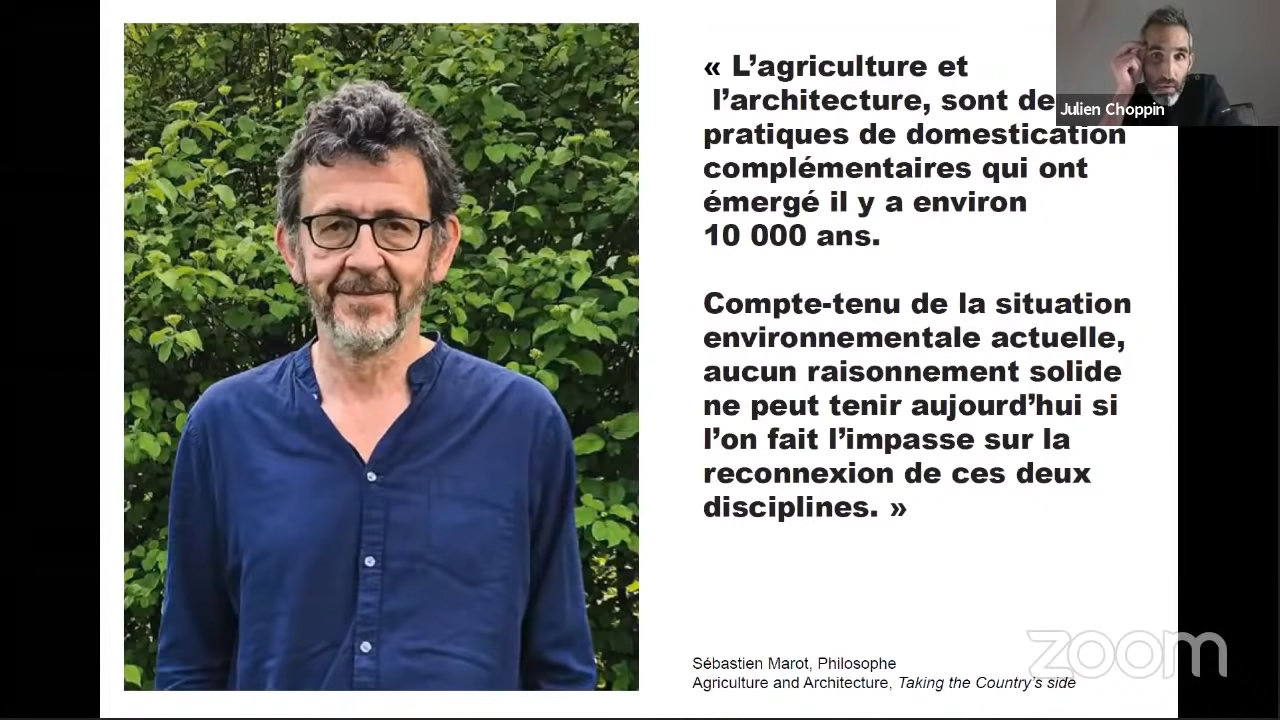 « L’agriculture et
l’architecture, sont de
pratiques de domestication
complémentaires qui ont
émergé il y a environ
10 000 ans.
Compte-tenu de la situation
environnementale actuelle,
aucun raisonnement solide
ne peut tenir aujourd’hui si
l’on fait l’impasse sur la
reconnexion de ces deux
disciplines. »
Sébastien Marot, Philosophe
Agriculture and Architecture, Taking the Country’s side
Julien Choppin
zoom